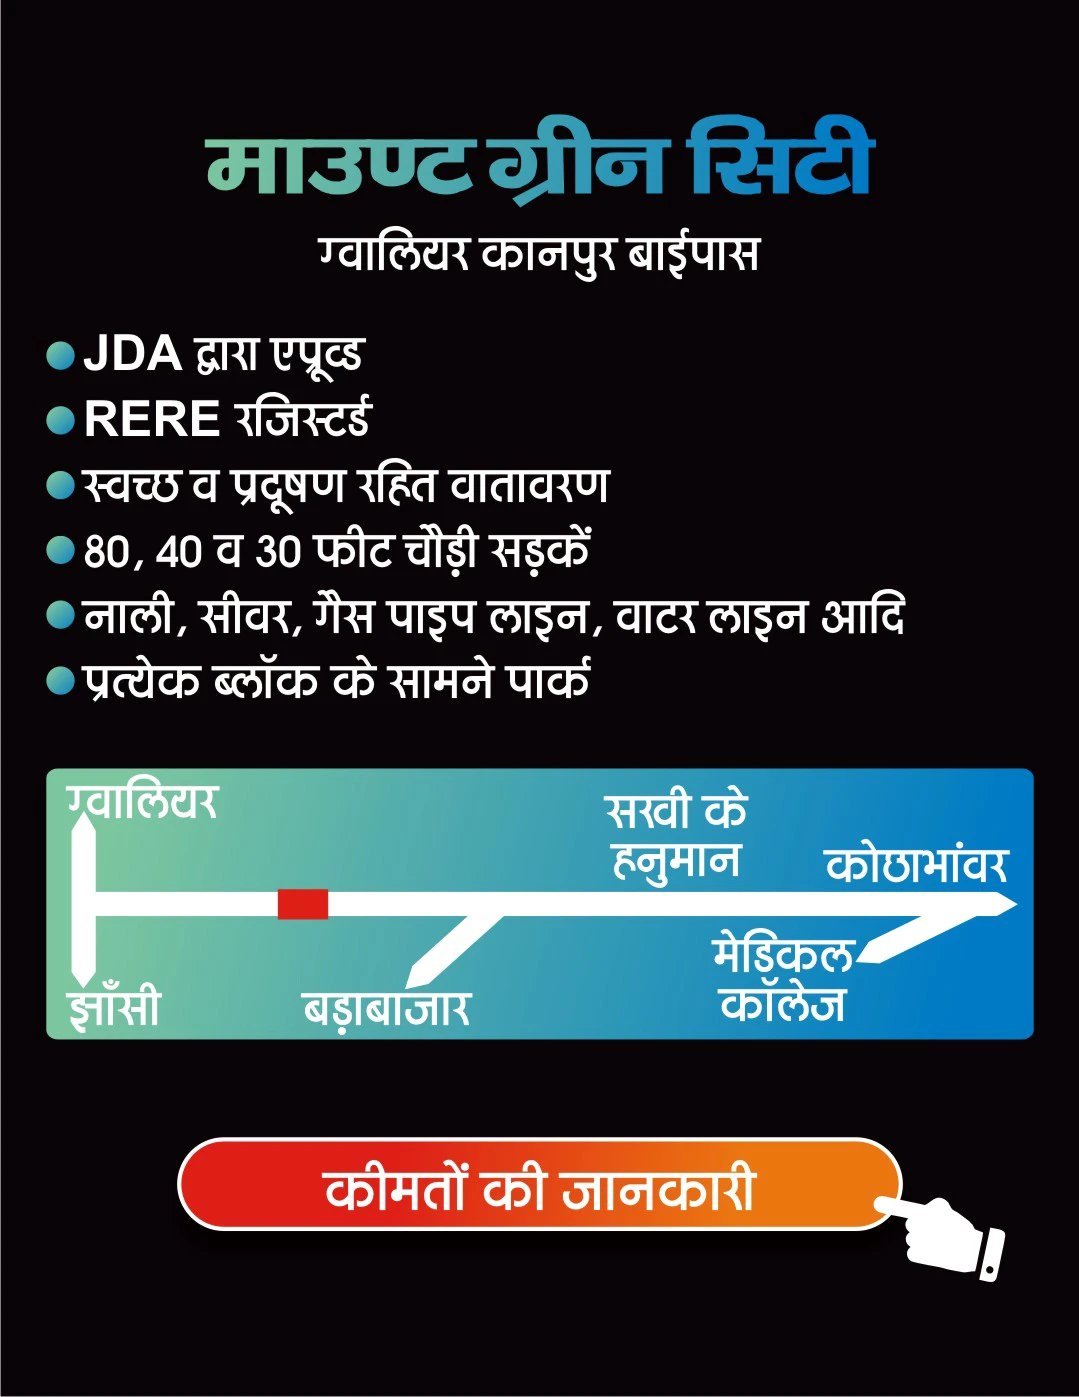 माउण्ट ग्रीन सिटी
ग्वालियर कानपुर बाईपास
JDA द्वारा एप्रूव्ड
RERE रजिस्टर्ड
स्वच्छ व प्रदूषण रहित वातावरण
80, 40 व 30 फीट चौड़ी सड़कें
नाली, सीवर, गैस पाइप लाइन, वाटर लाइन आदि
प्रत्येक ब्लॉक के सामने पार्क
ग्वालियर
सखी के
हनुमान
कोछाभांवर
मेडिकल
कॉलेज
झाँसी
बड़ाबाजार
कीमतों की जानकारी